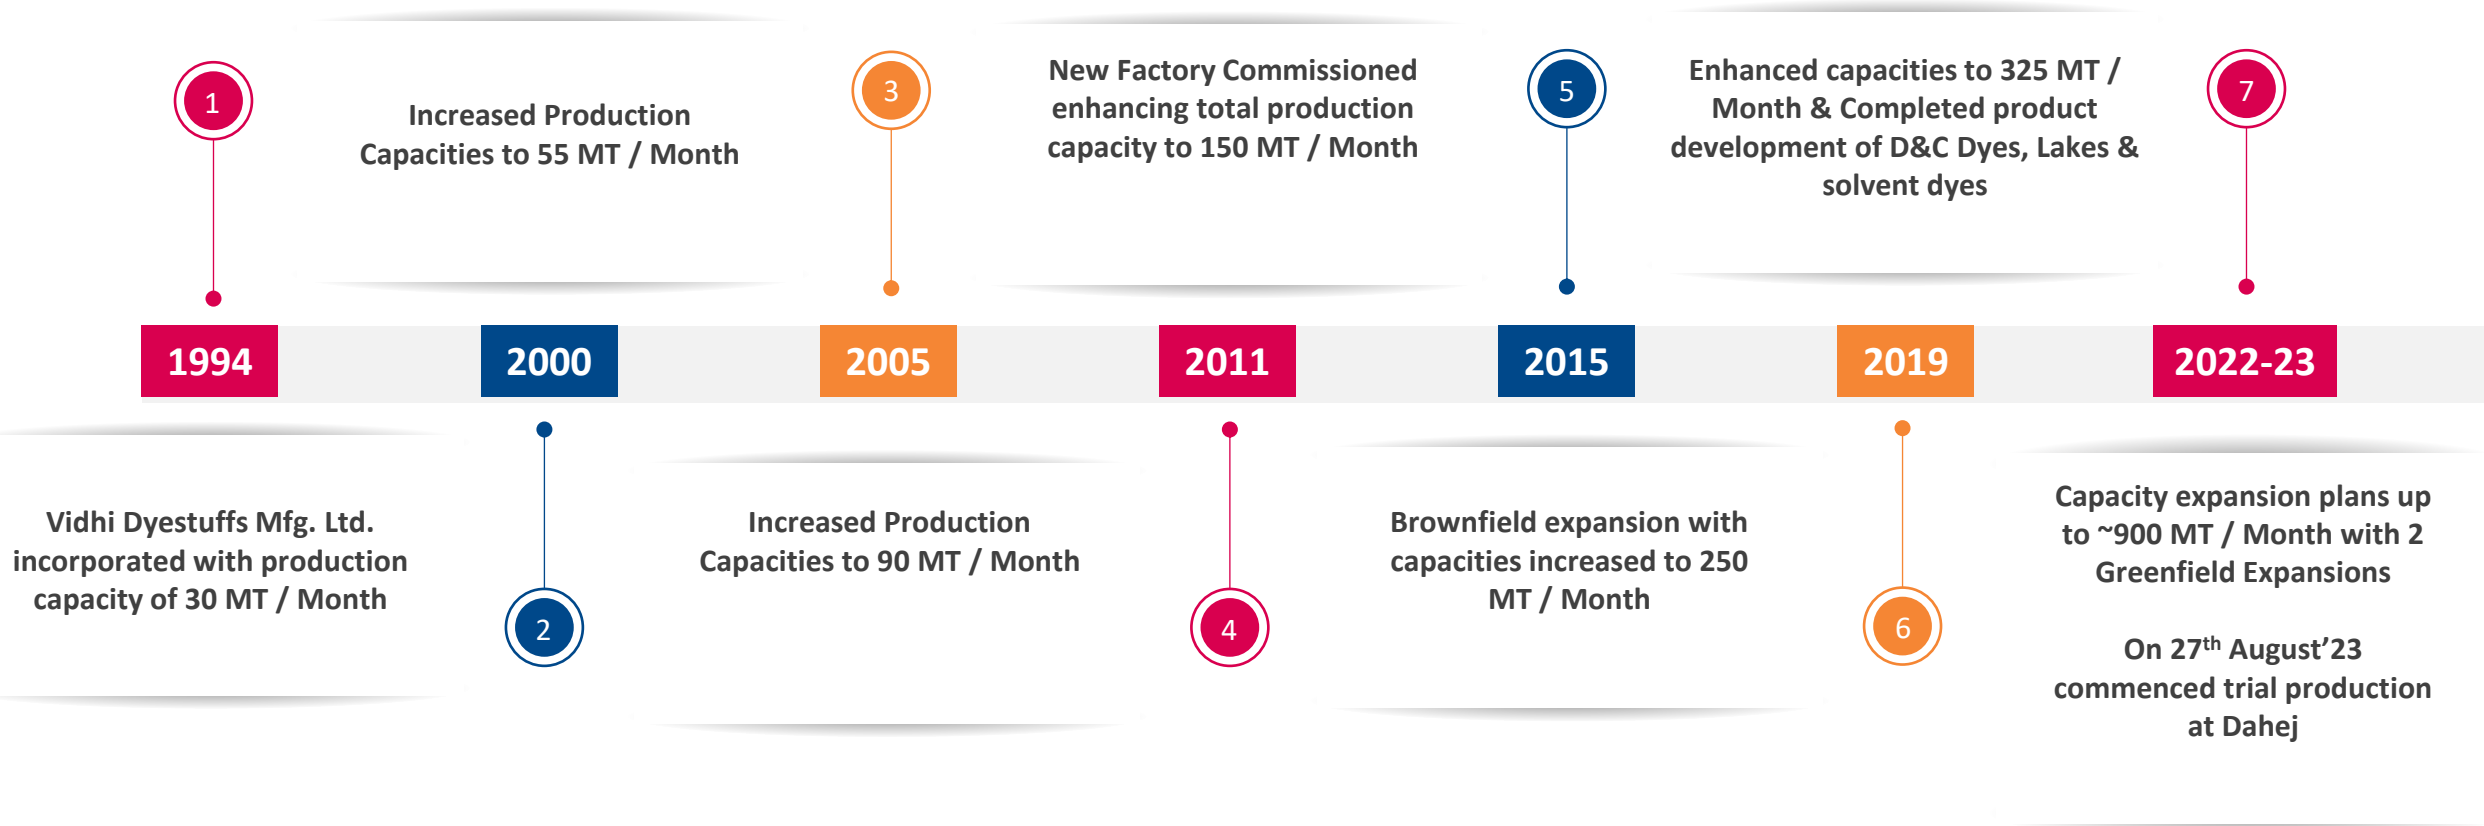 1
Increased Production
Capacities to 55 MT / Month
3
New Factory Commissioned
enhancing total production
capacity to 150 MT / Month
5
Enhanced capacities to 325 MT /
Month & Completed product
development of D&C Dyes, Lakes &
solvent dyes
7
1994
2000
2005
2011
2015
2019
2022-23
Vidhi Dyestuffs Mfg. Ltd.
incorporated with production
capacity of 30 MT / Month
2
Increased Production
Capacities to 90 MT / Month
4
Brownfield expansion with
capacities increased to 250
MT / Month
6
Capacity expansion plans up
to ~900 MT / Month with 2
Greenfield Expansions
On 27th August’23
commenced trial production
at Dahej